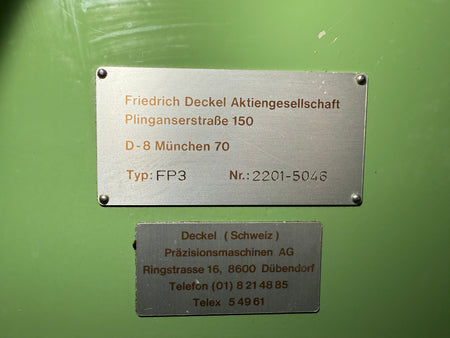 Friedrich Deckel Aktiengesellschaft
Plinganserstraße 150
D-8 München 70
Typ: FP3 Nr.: 2201-5046
Deckel (Schweiz)
Präzisionsmaschinen AG
Ringstrasse 16, 8600 Dübendorf
Telefon (01) 8 21 48 85
Telex 5 49 61